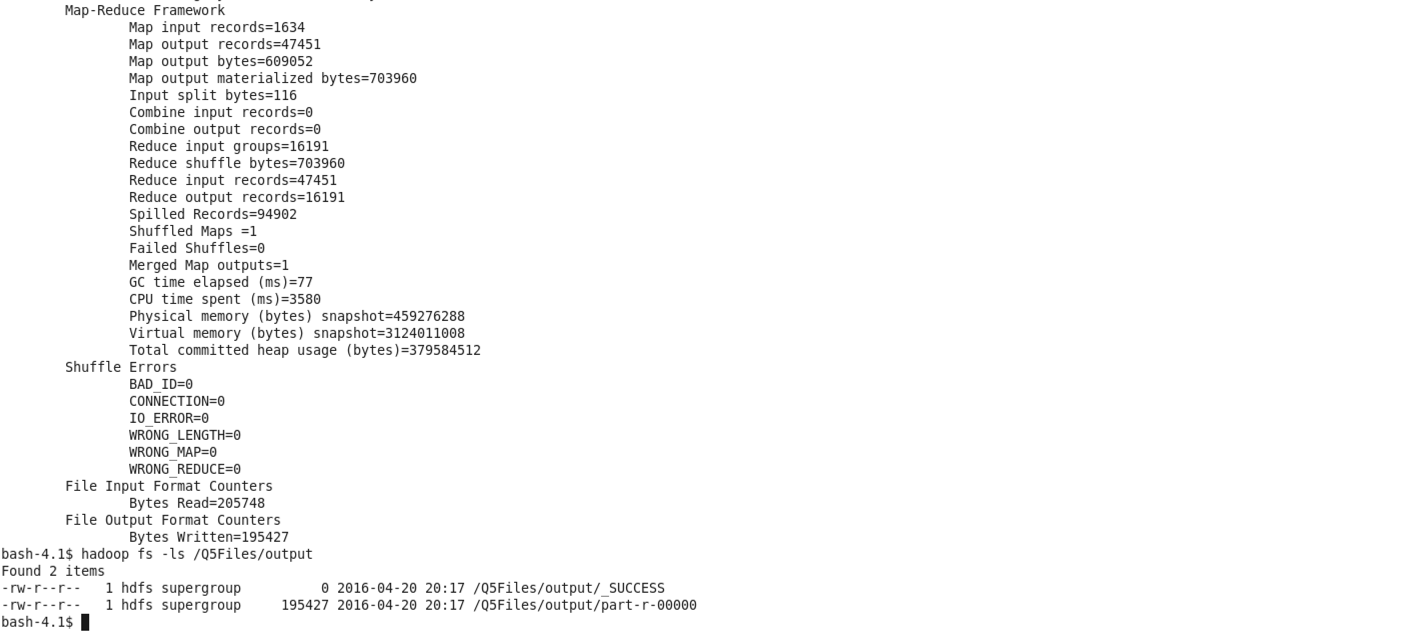 Map-Reduce Framework
Map input records=1634
Map output records=47451
Map output bytes=609052
Map output materialized bytes=703960
Input split bytes=116
Combine input records=0
Combine output records=0
Reduce input groups=16191
Reduce shuffle bytes=703960
Reduce input records=47451
Reduce output records=16191
Spilled Records=94902
Shuffled Maps =1
Failed Shuffles=0
Merged Map outputs=1
GC time elapsed (ms)=77
CPU time spent (ms)=3580
Physical memory (bytes) snapshot=459276288
Virtual memory (bytes) snapshot=3124011008
Total committed heap usage (bytes)=379584512
Shuffle Errors
BAD_ID=0
CONNECTION=0
IO_ERROR=0
WRONG_LENGTH=0
WRONG_MAP=0
WRONG_REDUCE=0
File Input Format Counters
Bytes Read=205748
File Output Format Counters
Bytes Written=195427
bash-4.1$ hadoop fs -ls /Q5Files/output
Found 2 items
-rw-r--r--   1 hdfs supergroup          0 2016-04-20 20:17 /Q5Files/output/_SUCCESS
-rw-r--r--   1 hdfs supergroup     195427 2016-04-20 20:17 /Q5Files/output/part-r-00000
bash-4.1$